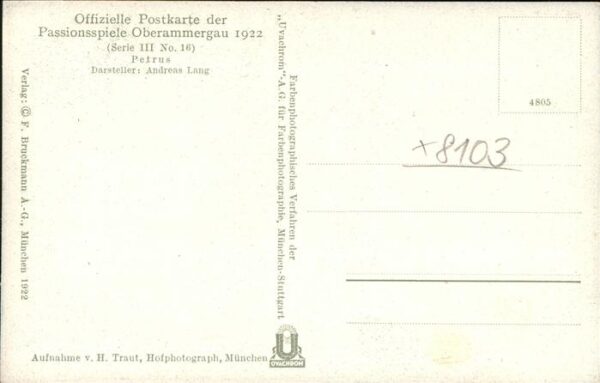 Offizielle Postkarte der
Passionsspiele Oberammergau 1922
(Serie III No. 16)
Petrus
Darsteller: Andreas Lang
Verlag: © F. Bruckmann A.-G., München 1922
Aufnahme v. H. Traut, Hofphotograph, München
Farbenphotographisches Verfahren der
„Uvachrom"-A.G. für Farbenphotographie, München-Stuttgart
U
UVACHROM
4805
+8103